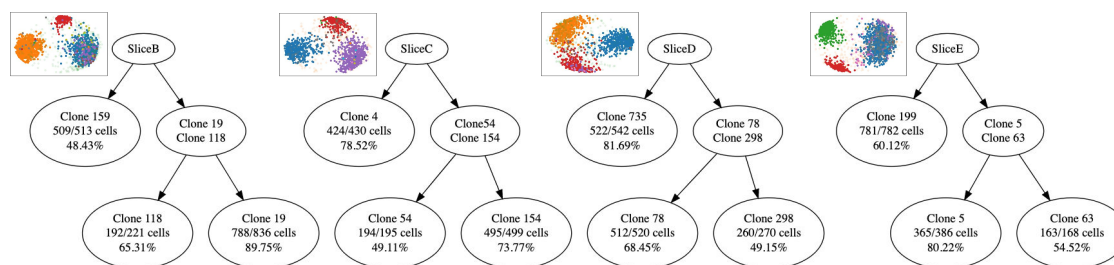 SliceB
Clone 159
509/513 cells
48.43%
Clone 19
Clone 118
Clone 118
192/221 cells
65.31%
Clone 19
788/836 cells
89.75%
SliceC
Clone 4
424/430 cells
78.52%
Clone54
Clone 154
Clone 54
194/195 cells
49.11%
Clone 154
495/499 cells
73.77%
SliceD
Clone 735
522/542 cells
81.69%
Clone 78
Clone 298
Clone 78
512/520 cells
68.45%
Clone 298
260/270 cells
49.15%
SliceE
Clone 199
781/782 cells
60.12%
Clone 5
Clone 63
Clone 5
365/386 cells
80.22%
Clone 63
163/168 cells
54.52%